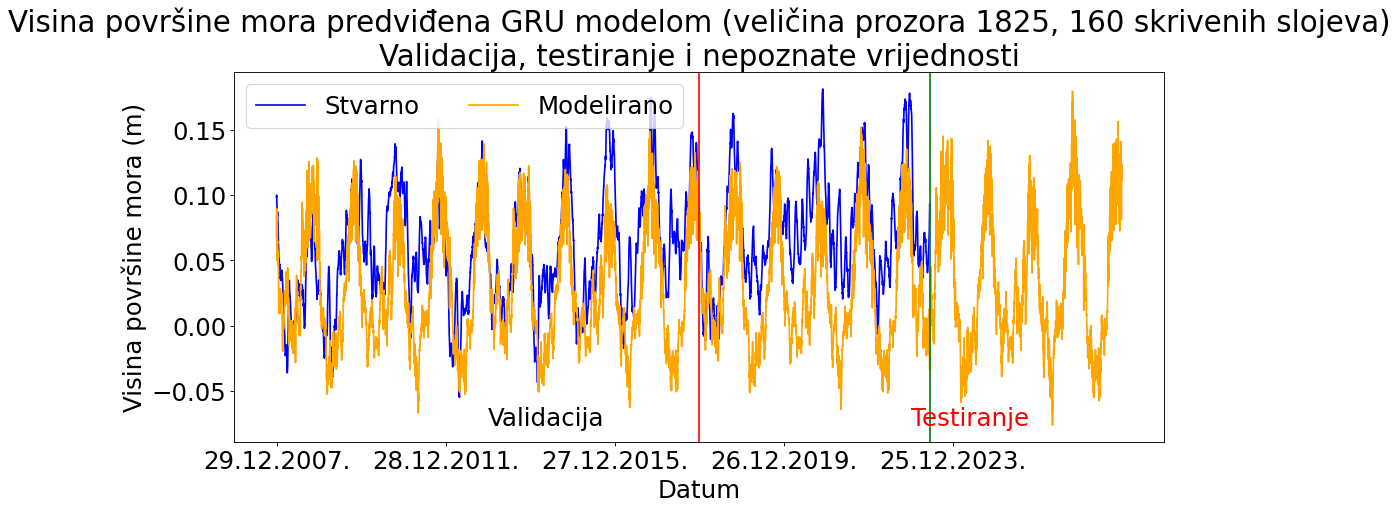 Visina površine mora predviđena GRU modelom (veličina prozora 1825, 160 skrivenih slojeva)
Validacija, testiranje i nepoznate vrijednosti
Stvarno
Modelirano
Visina površine mora (m)
0.15
0.10
0.05
0.00
−0.05
Validacija
Testiranje
29.12.2007.
28.12.2011.
27.12.2015.
26.12.2019.
25.12.2023.
Datum